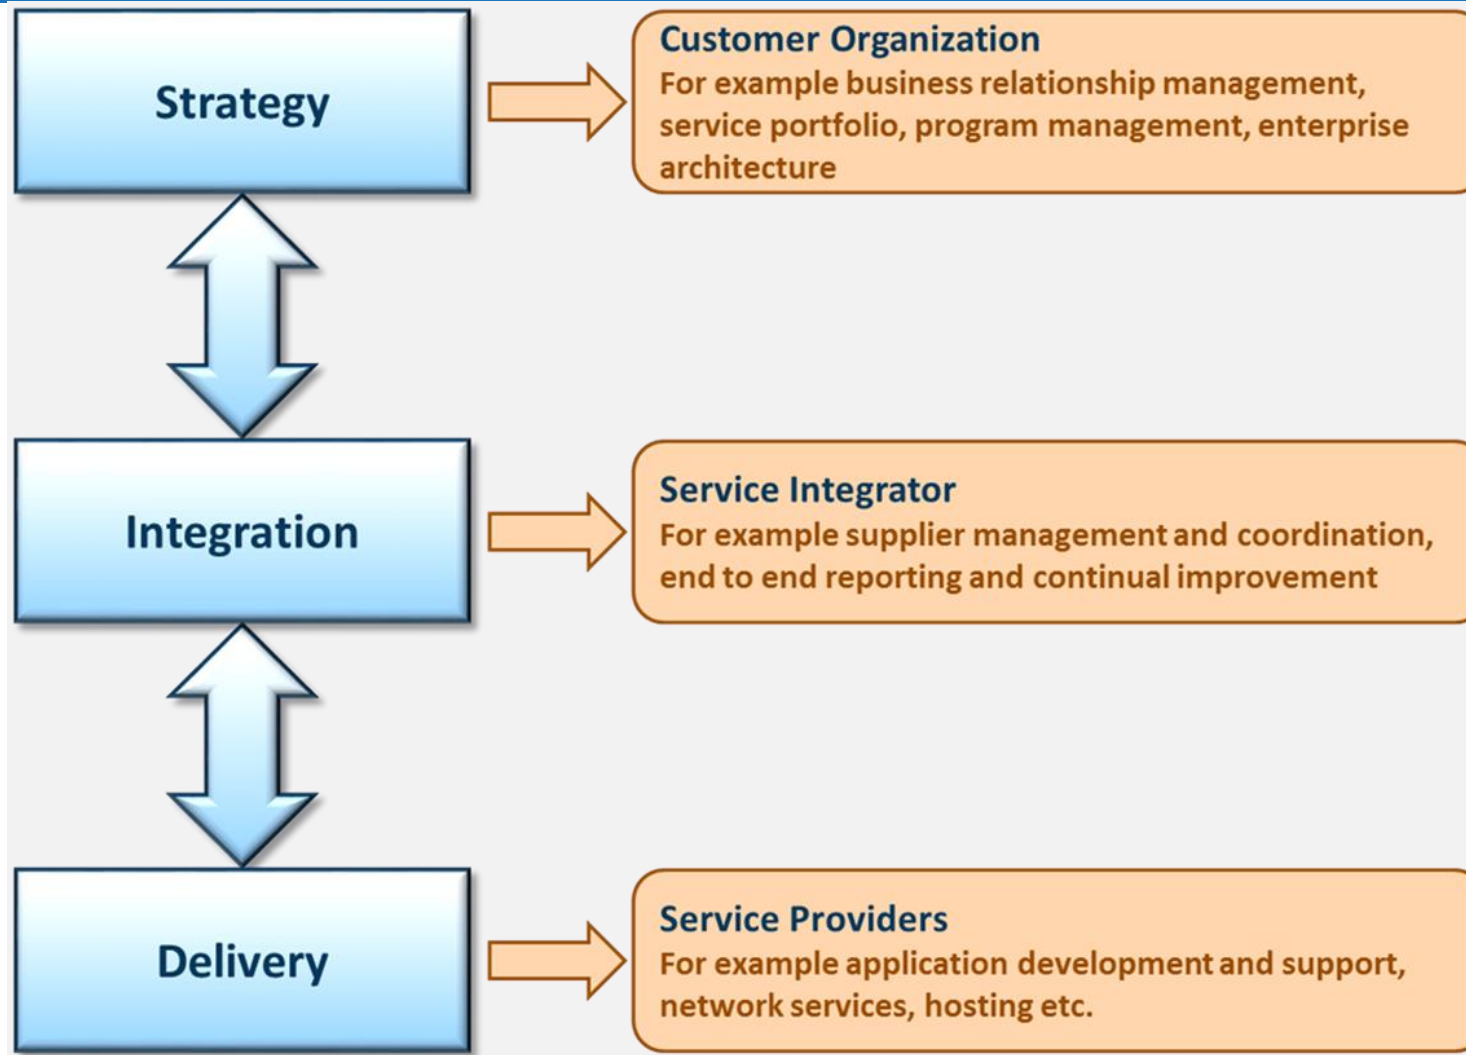 Strategy
Customer Organization
For example business relationship management,
service portfolio, program management, enterprise
architecture
Integration
Service Integrator
For example supplier management and coordination,
end to end reporting and continual improvement
Delivery
Service Providers
For example application development and support,
network services, hosting etc.